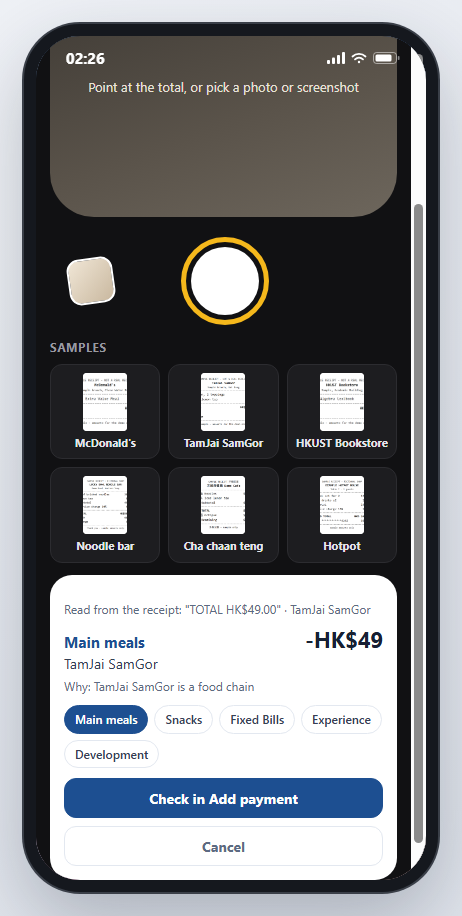 02:26
Point at the total, or pick a photo or screenshot
SAMPLES
McDonald's
TamJai SamGor
HKUST Bookstore
Noodle bar
Cha chaan teng
Hotpot
Read from the receipt: "TOTAL HK$49.00" · TamJai SamGor
Main meals
-HK$49
TamJai SamGor
Why: TamJai SamGor is a food chain
Main meals
Snacks
Fixed Bills
Experience
Development
Check in Add payment
Cancel